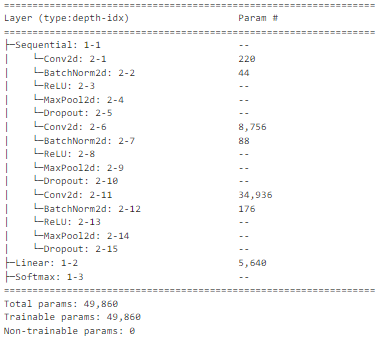 ==========================================================================================
Layer (type:depth-idx)                   Param #
==========================================================================================
├─Sequential: 1-1                        --
│    └─Conv2d: 2-1                       220
│    └─BatchNorm2d: 2-2                  44
│    └─ReLU: 2-3                         --
│    └─MaxPool2d: 2-4                    --
│    └─Dropout: 2-5                      --
│    └─Conv2d: 2-6                       8,756
│    └─BatchNorm2d: 2-7                  88
│    └─ReLU: 2-8                         --
│    └─MaxPool2d: 2-9                    --
│    └─Dropout: 2-10                     --
│    └─Conv2d: 2-11                      34,936
│    └─BatchNorm2d: 2-12                 176
│    └─ReLU: 2-13                        --
│    └─MaxPool2d: 2-14                   --
│    └─Dropout: 2-15                     --
├─Linear: 1-2                            5,640
├─Softmax: 1-3                           --
==========================================================================================
Total params: 49,860
Trainable params: 49,860
Non-trainable params: 0